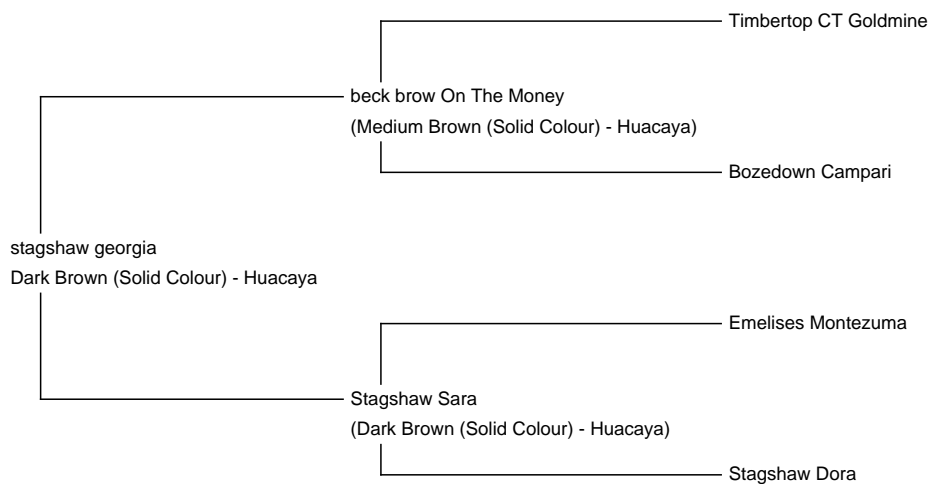 Timbertop CT Goldmine
beck brow On The Money
(Medium Brown (Solid Colour) - Huacaya)
Bozedown Campari
stagshaw georgia
Dark Brown (Solid Colour) - Huacaya
Emelises Montezuma
Stagshaw Sara
(Dark Brown (Solid Colour) - Huacaya)
Stagshaw Dora